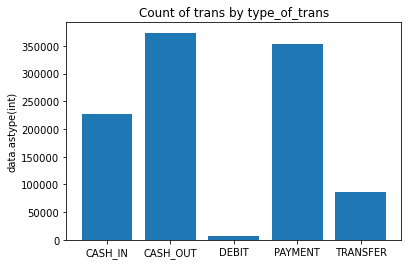 Count of trans by type_of_trans
data.astype(int)
350000
300000
250000
200000
150000
100000
50000
0
CASH_IN CASH_OUT DEBIT PAYMENT TRANSFER